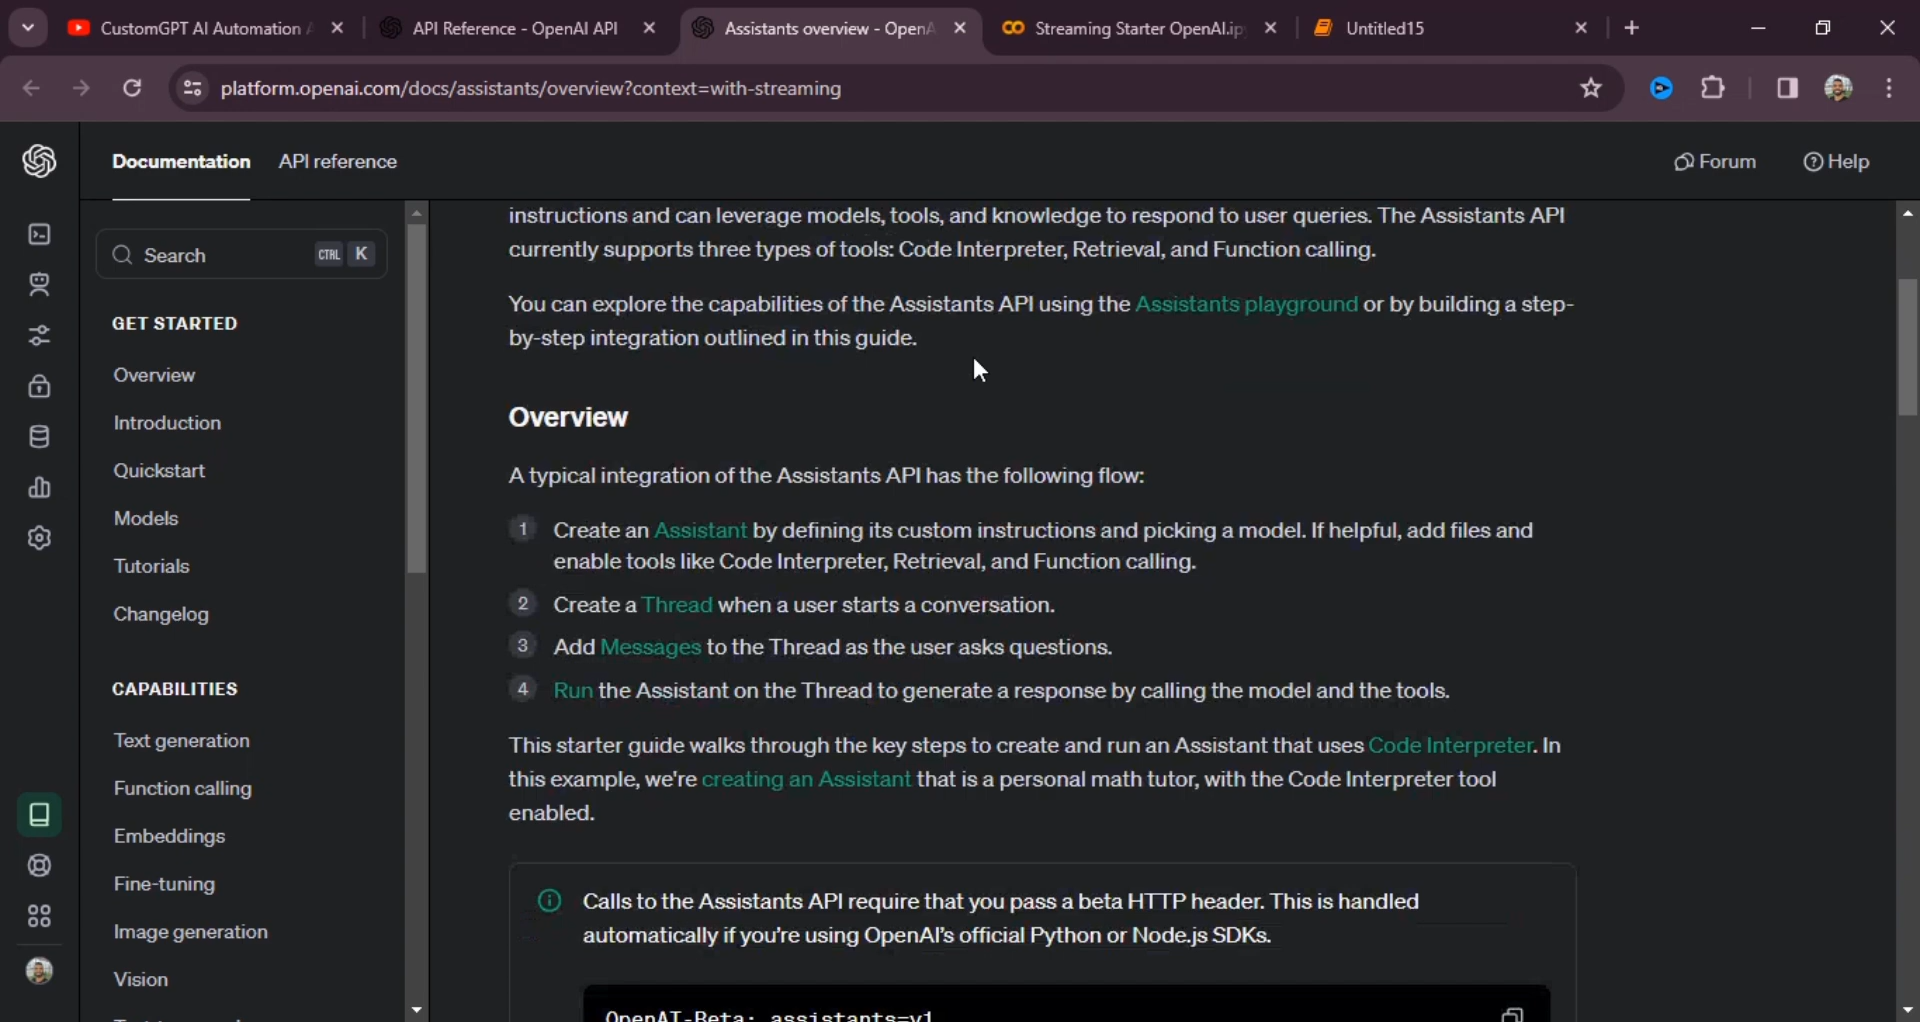 CustomGPT AI Automation
API Reference - OpenAI API
Assistants overview - OpenA
Streaming Starter OpenAI.ip
Untitled15
platform.openai.com/docs/assistants/overview?context=with-streaming
Documentation
API reference
Forum
Help
Search
CTRL
K
GET STARTED
Overview
Introduction
Quickstart
Models
Tutorials
Changelog
CAPABILITIES
Text generation
Function calling
Embeddings
Fine-tuning
Image generation
Vision
instructions and can leverage models, tools, and knowledge to respond to user queries. The Assistants API
currently supports three types of tools: Code Interpreter, Retrieval, and Function calling.
You can explore the capabilities of the Assistants API using the Assistants playground or by building a step-
by-step integration outlined in this guide.
Overview
A typical integration of the Assistants API has the following flow:
1 Create an Assistant by defining its custom instructions and picking a model. If helpful, add files and
enable tools like Code Interpreter, Retrieval, and Function calling.
2 Create a Thread when a user starts a conversation.
3 Add Messages to the Thread as the user asks questions.
4 Run the Assistant on the Thread to generate a response by calling the model and the tools.
This starter guide walks through the key steps to create and run an Assistant that uses Code Interpreter. In
this example, we're creating an Assistant that is a personal math tutor, with the Code Interpreter tool
enabled.
Calls to the Assistants API require that you pass a beta HTTP header. This is handled
automatically if you're using OpenAI's official Python or Node.js SDKs.
OpenAI-Beta: assistants=v1